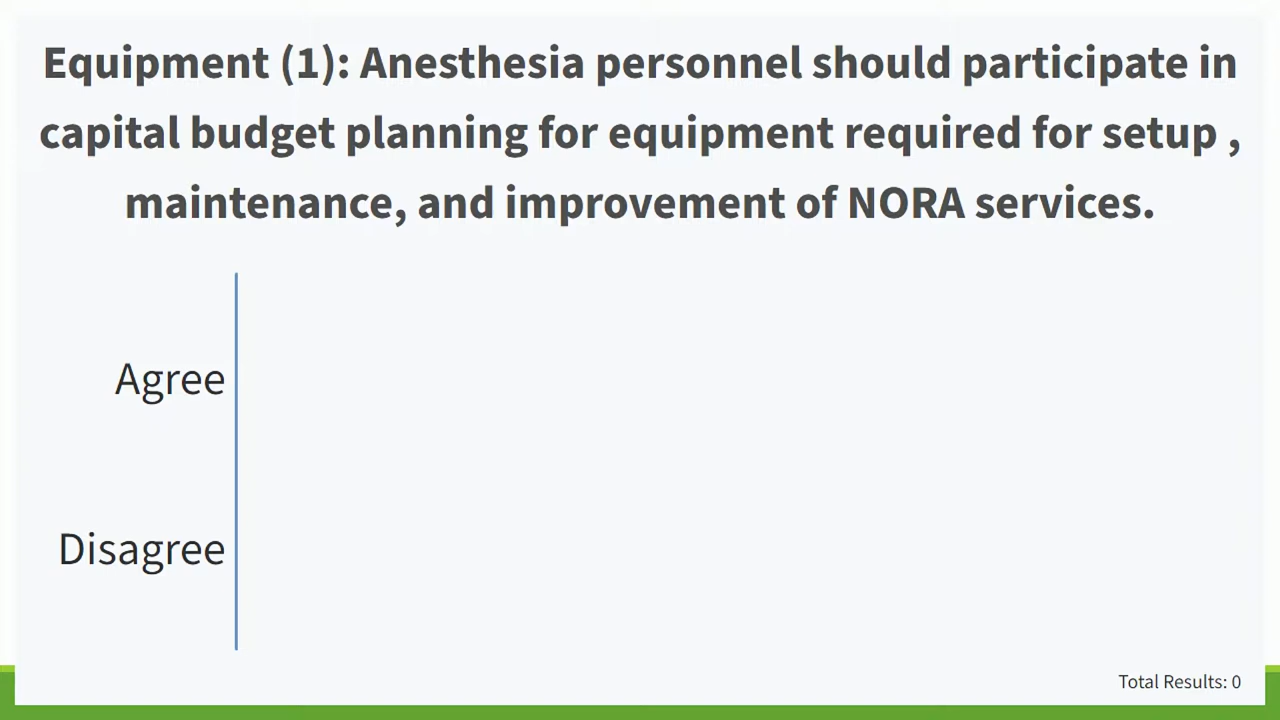 Equipment (1): Anesthesia personnel should participate in
capital budget planning for equipment required for setup ,
maintenance, and improvement of NORA services.
Agree
Disagree
Total Results: 0